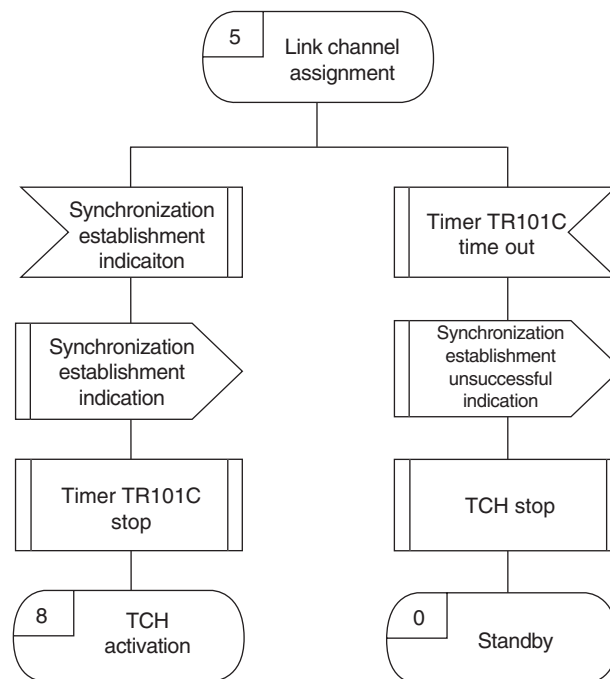 5
Link channel
assignment
Synchronization
establishment
indicaiton
Synchronization
establishment
indication
Timer TR101C
stop
8
TCH
activation
Timer TR101C
time out
Synchronization
establishment
unsuccessful
indication
TCH stop
0
Standby